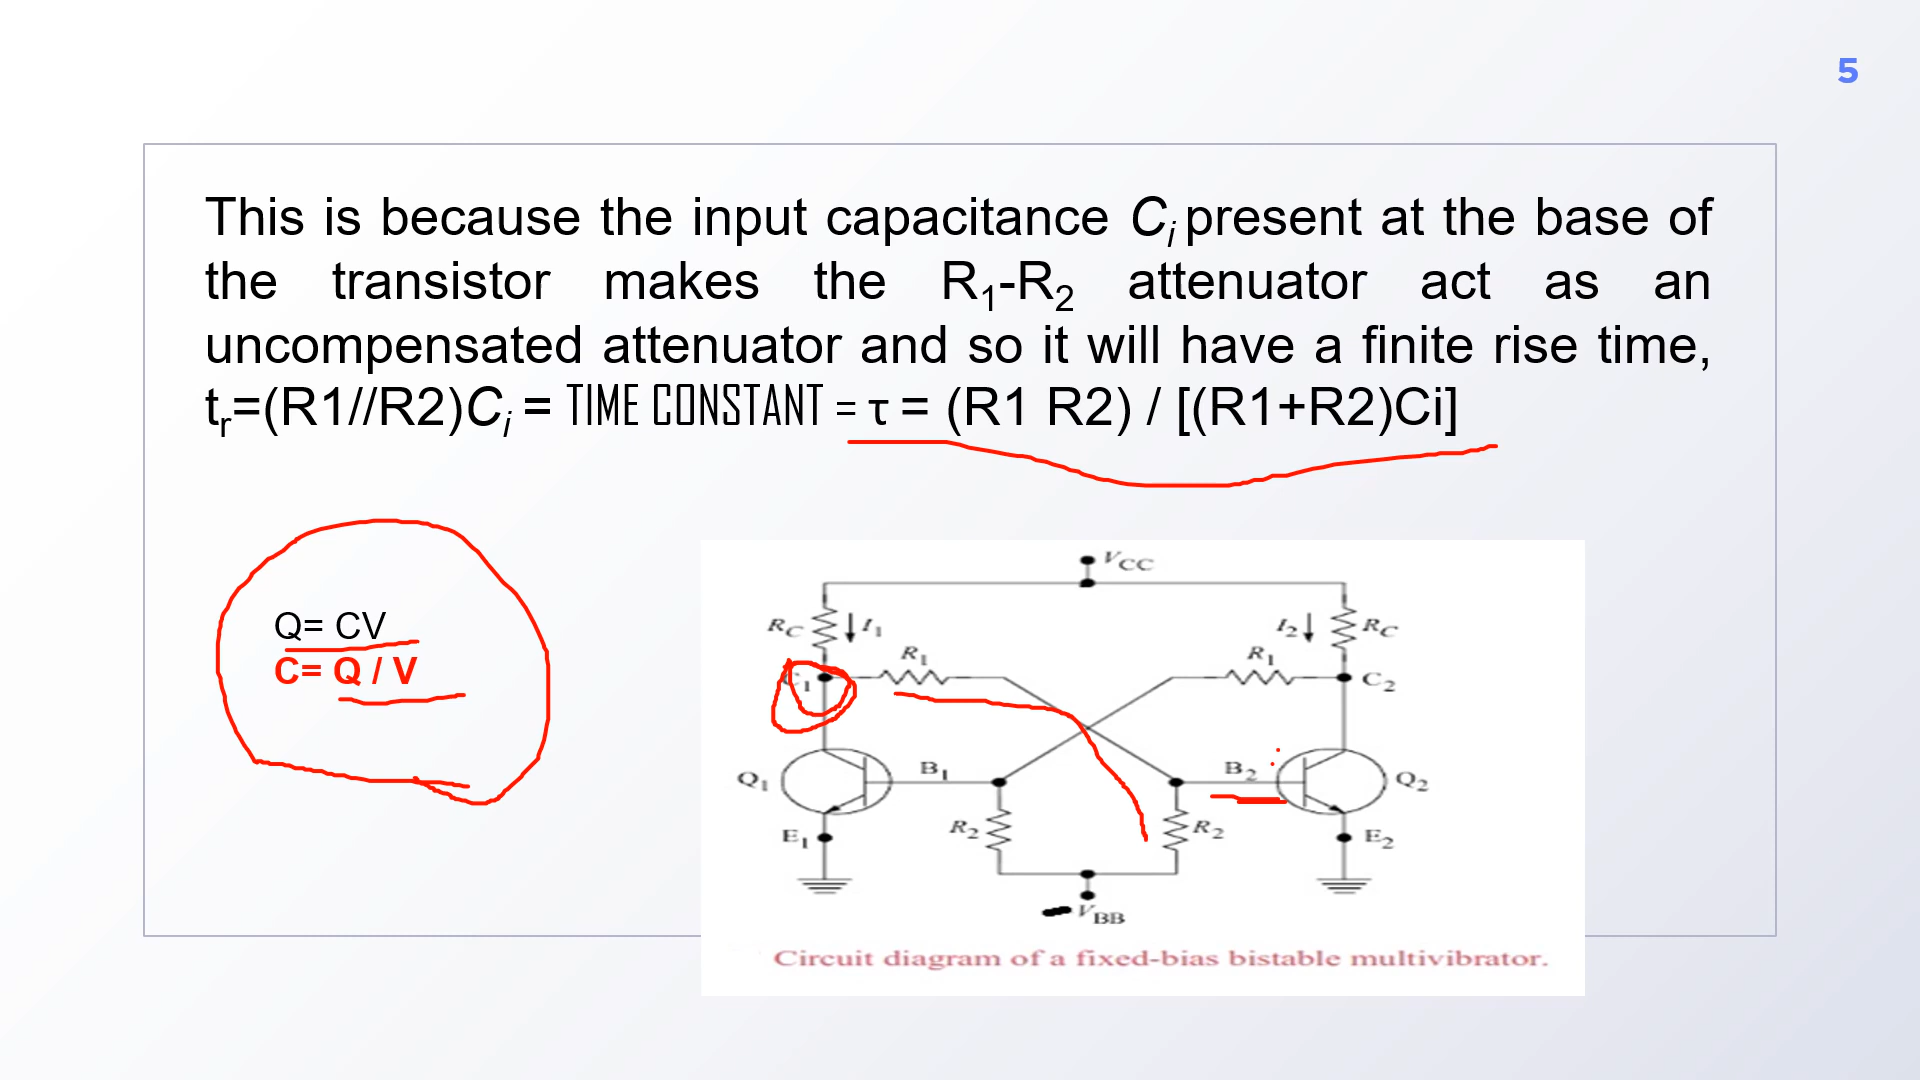 5
This is because the input capacitance Ci present at the base of
the transistor makes the R1-R2 attenuator act as an
uncompensated attenuator and so it will have a finite rise time,
tr=(R1//R2)Ci = TIME CONSTANT = τ = (R1 R2) / [(R1+R2)Ci]
Q= CV
C= Q / V
VCC
RC I1 I2 RC
R1 R1
C1 C2
Q1 B1 B2 Q2
E1 R2 R2 E2
VBB
Circuit diagram of a fixed-bias bistable multivibrator.